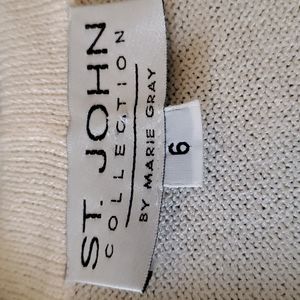 ST. JOHN
COLLECTION
BY MARIE GRAY
6